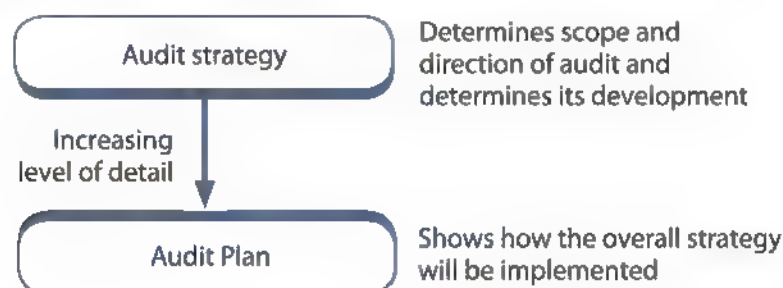 Audit strategy
Determines scope and
direction of audit and
determines its development
Increasing
level of detail
Audit Plan
Shows how the overall strategy
will be implemented